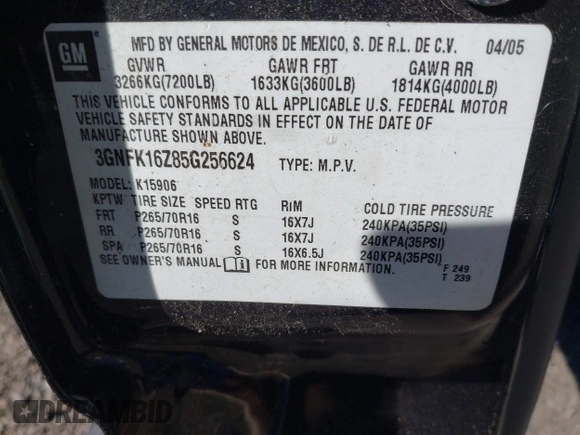 GM
MFD BY GENERAL MOTORS DE MEXICO, S. DE R.L. DE C.V. 04/05
GVWR GAWR FRT GAWR RR
3266KG(7200LB) 1633KG(3600LB) 1814KG(4000LB)
THIS VEHICLE CONFORMS TO ALL APPLICABLE U.S. FEDERAL MOTOR
VEHICLE SAFETY STANDARDS IN EFFECT ON THE DATE OF
MANUFACTURE SHOWN ABOVE.
3GNFK16Z85G256624 TYPE: M.P.V.
MODEL: K15906
KPTW TIRE SIZE SPEED RTG RIM COLD TIRE PRESSURE
FRT P265/70R16 S 16X7J 240KPA(35PSI)
RR P265/70R16 S 16X7J 240KPA(35PSI)
SPA P265/70R16 S 16X6.5J 240KPA(35PSI)
SEE OWNER'S MANUAL FOR MORE INFORMATION.
F 249
T 239
DREAMBID